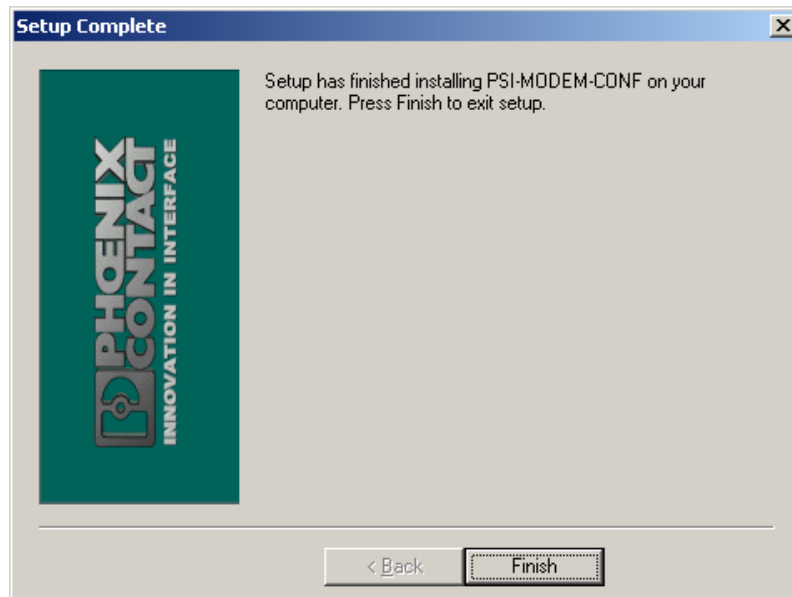 Setup Complete
Setup has finished installing PSI-MODEM-CONF on your
computer. Press Finish to exit setup.
PHŒNIX
CONTACT
INNOVATION IN INTERFACE
< Back
Finish